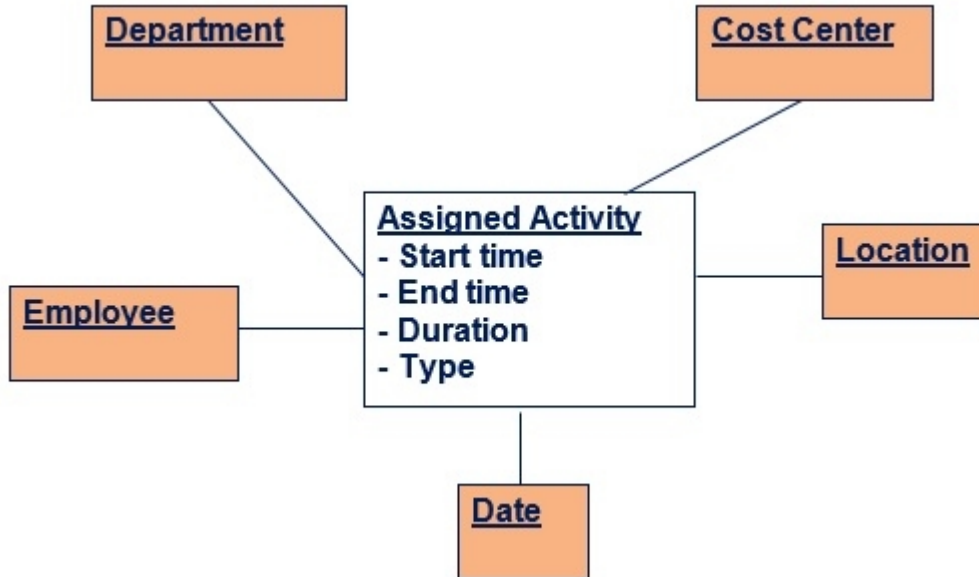 Department
Cost Center
Assigned Activity
- Start time
- End time
- Duration
- Type
Location
Employee
Date